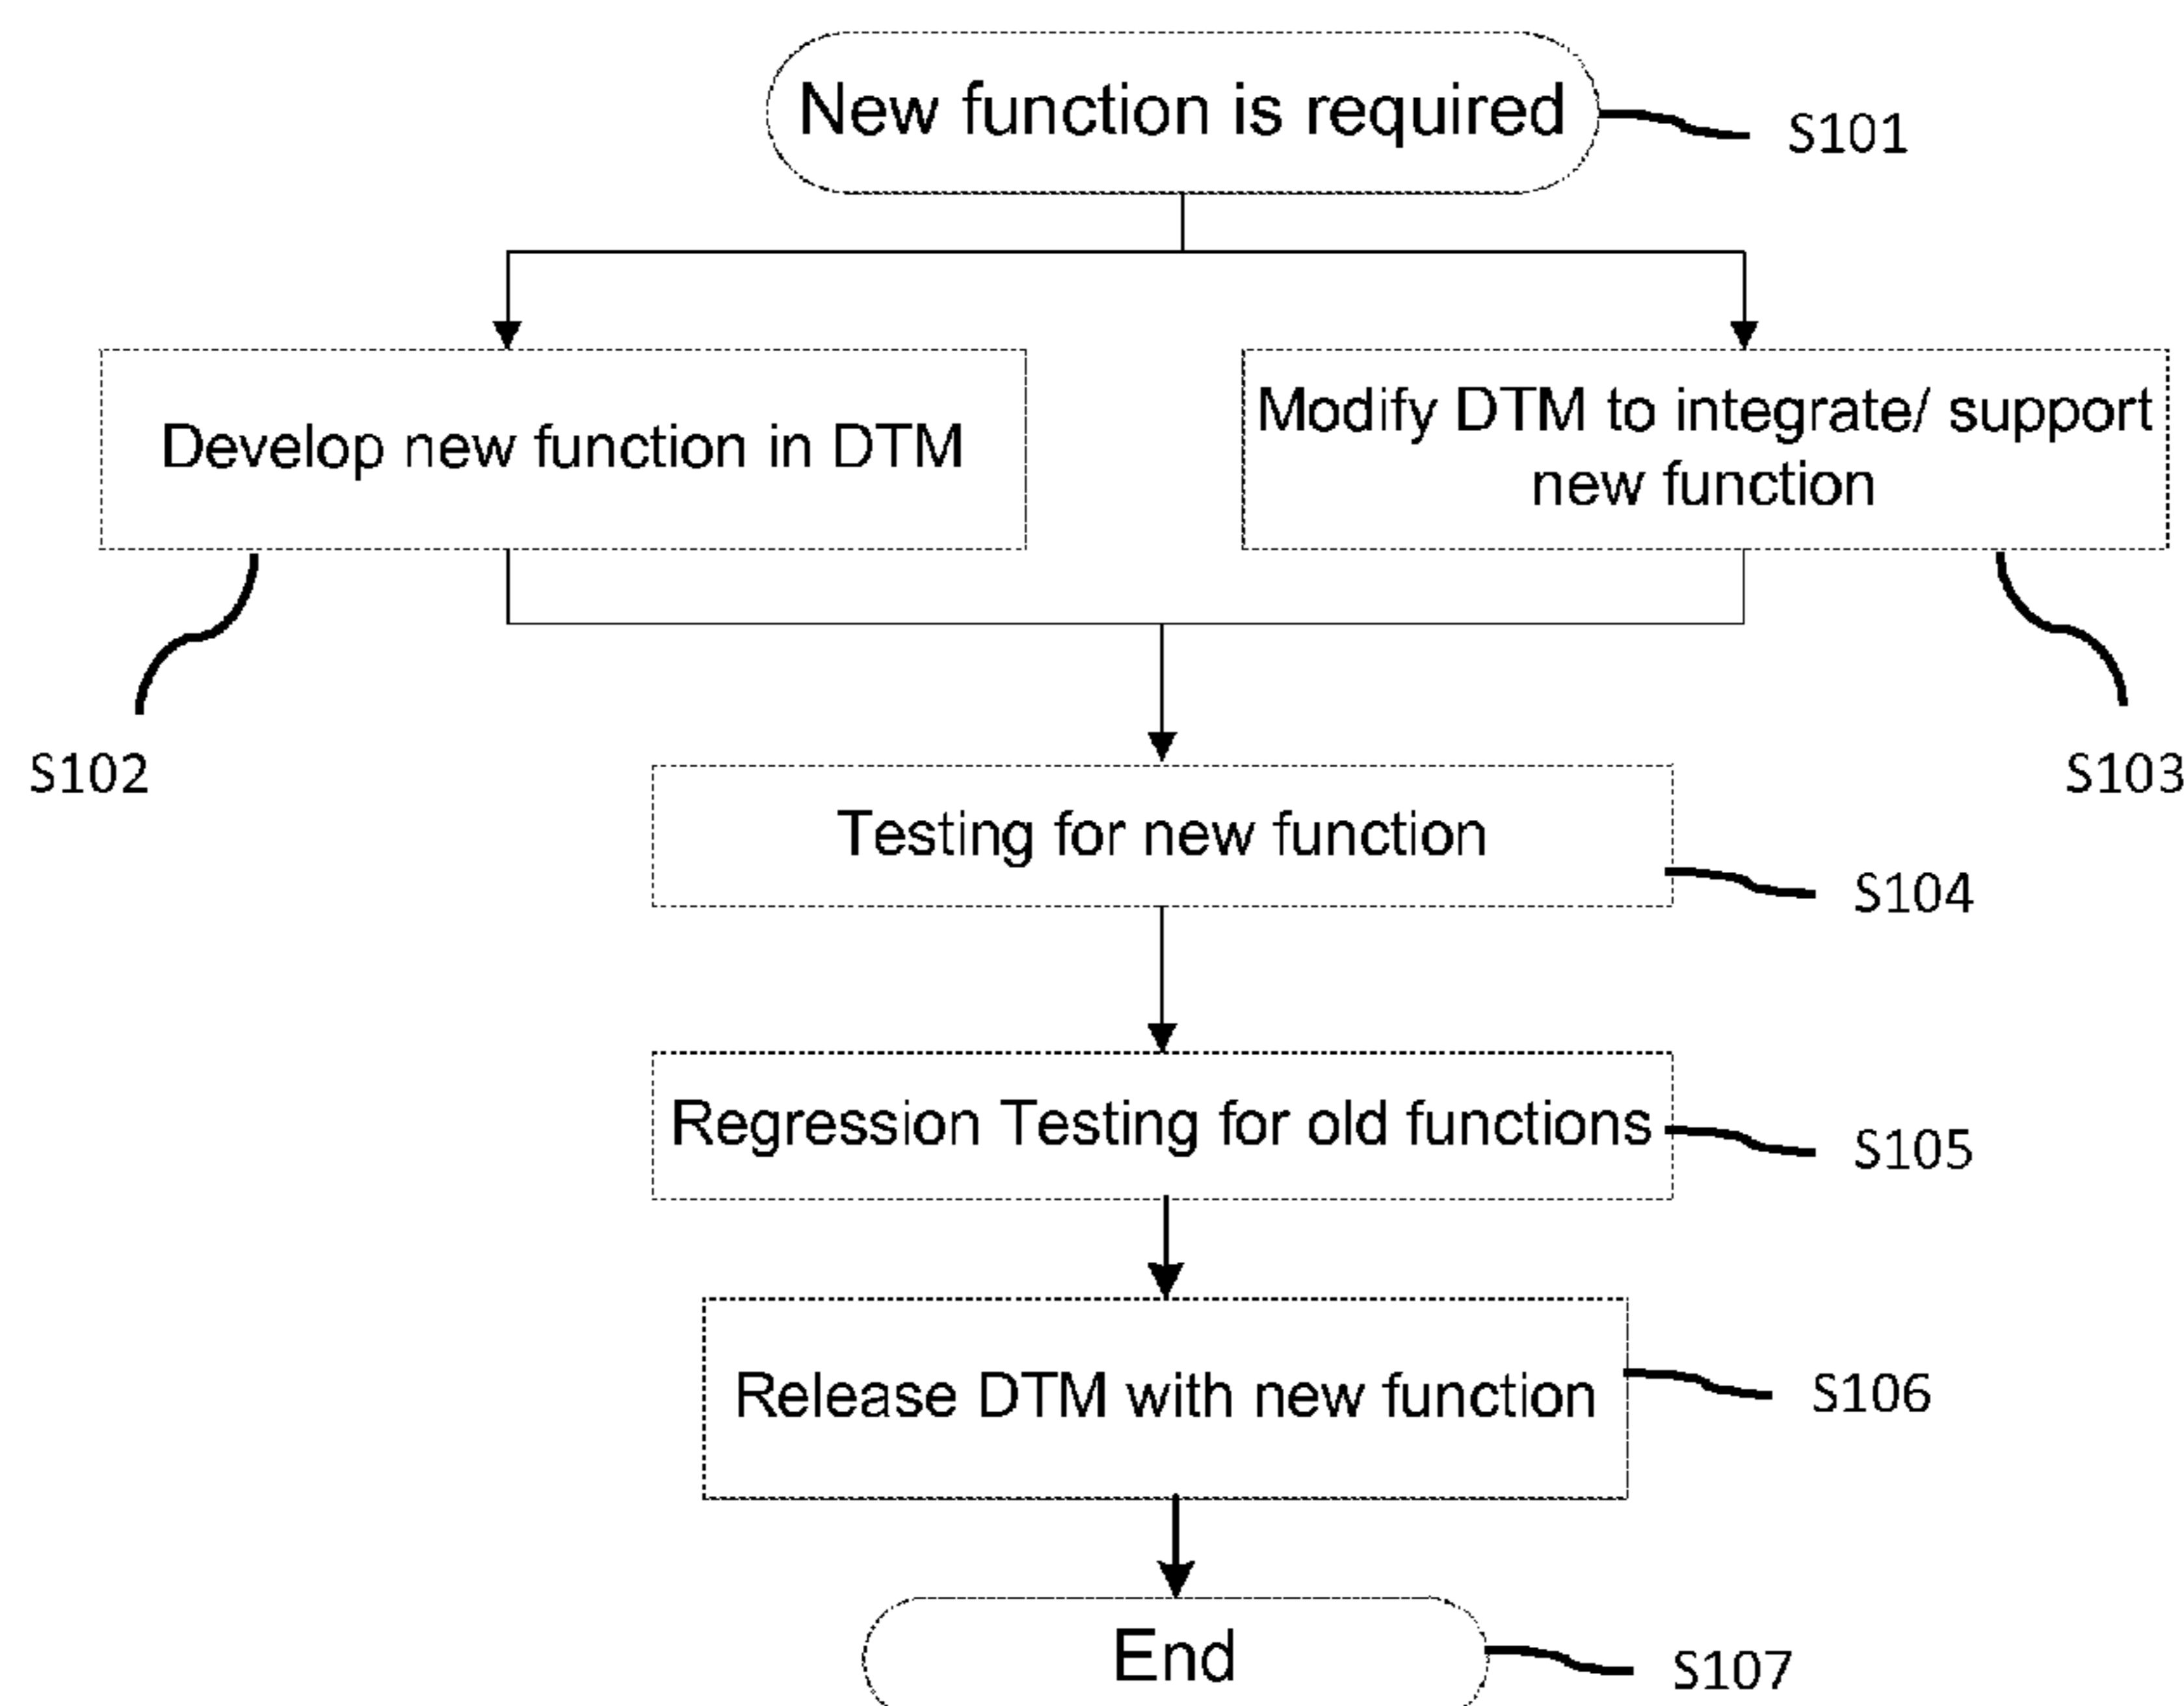 New function is required
S101
Develop new function in DTM
Modify DTM to integrate/ support
new function
S102
S103
Testing for new function
S104
Regression Testing for old functions
S105
Release DTM with new function
S106
End
S107